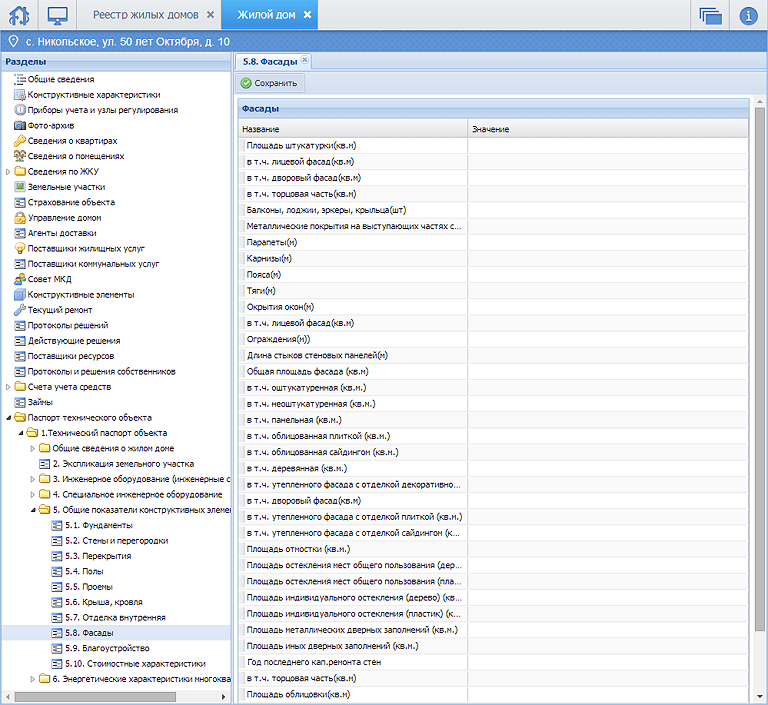 Реестр жилых домов
Жилой дом
с. Никольское, ул. 50 лет Октября, д. 10
Разделы
Общие сведения
Конструктивные характеристики
Приборы учета и узлы регулирования
Фото-архив
Сведения о квартирах
Сведения о помещениях
Сведения по ЖКУ
Земельные участки
Страхование объекта
Управление домом
Агенты доставки
Поставщики жилищных услуг
Поставщики коммунальных услуг
Совет МКД
Конструктивные элементы
Текущий ремонт
Протоколы решений
Действующие решения
Поставщики ресурсов
Протоколы и решения собственников
Счета учета средств
Займы
Паспорт технического объекта
1.Технический паспорт объекта
Общие сведения о жилом доме
2. Экспликация земельного участка
3. Инженерное оборудование (инженерные с
4. Специальное инженерное оборудование
5. Общие показатели конструктивных элеме
5.1. Фундаменты
5.2. Стены и перегородки
5.3. Перекрытия
5.4. Полы
5.5. Проемы
5.6. Крыша, кровля
5.7. Отделка внутренняя
5.8. Фасады
5.9. Благоустройство
5.10. Стоимостные характеристики
6. Энергетические характеристики многоква
5.8. Фасады
Сохранить
Фасады
Название Значение
Площадь штукатурки(кв.м)
в т.ч. лицевой фасад(кв.м)
в т.ч. дворовый фасад(кв.м)
в т.ч. торцовая часть(кв.м)
Балконы, лоджии, эркеры, крыльца(шт)
Металлические покрытия на выступающих частях с...
Парапеты(м)
Карнизы(м)
Пояса(м)
Тяги(м)
Окрытия окон(м)
в т.ч. лицевой фасад(кв.м)
Ограждения(м))
Длина стыков стеновых панелей(м)
Общая площадь фасада (кв.м)
в т.ч. оштукатуренная (кв.м.)
в т.ч. неоштукатуренная (кв.м.)
в т.ч. панельная (кв.м.)
в т.ч. облицованная плиткой (кв.м.)
в т.ч. облицованная сайдингом (кв.м.)
в т.ч. деревянная (кв.м.)
в т.ч. утепленного фасада с отделкой декоративно...
в т.ч. дворовый фасад(кв.м)
в т.ч. утепленного фасада с отделкой плиткой (кв.м.)
в т.ч. утепленного фасада с отделкой сайдингом (к...
Площадь отмостки (кв.м.)
Площадь остекления мест общего пользования (дер...
Площадь остекления мест общего пользования (пла...
Площадь индивидуального остекления (дерево) (кв...
Площадь индивидуального остекления (пластик) (к...
Площадь металлических дверных заполнений (кв.м.)
Площадь иных дверных заполнений (кв.м.)
Год последнего кап.ремонта стен
в т.ч. торцовая часть(кв.м)
Площадь облицовки(кв.м)